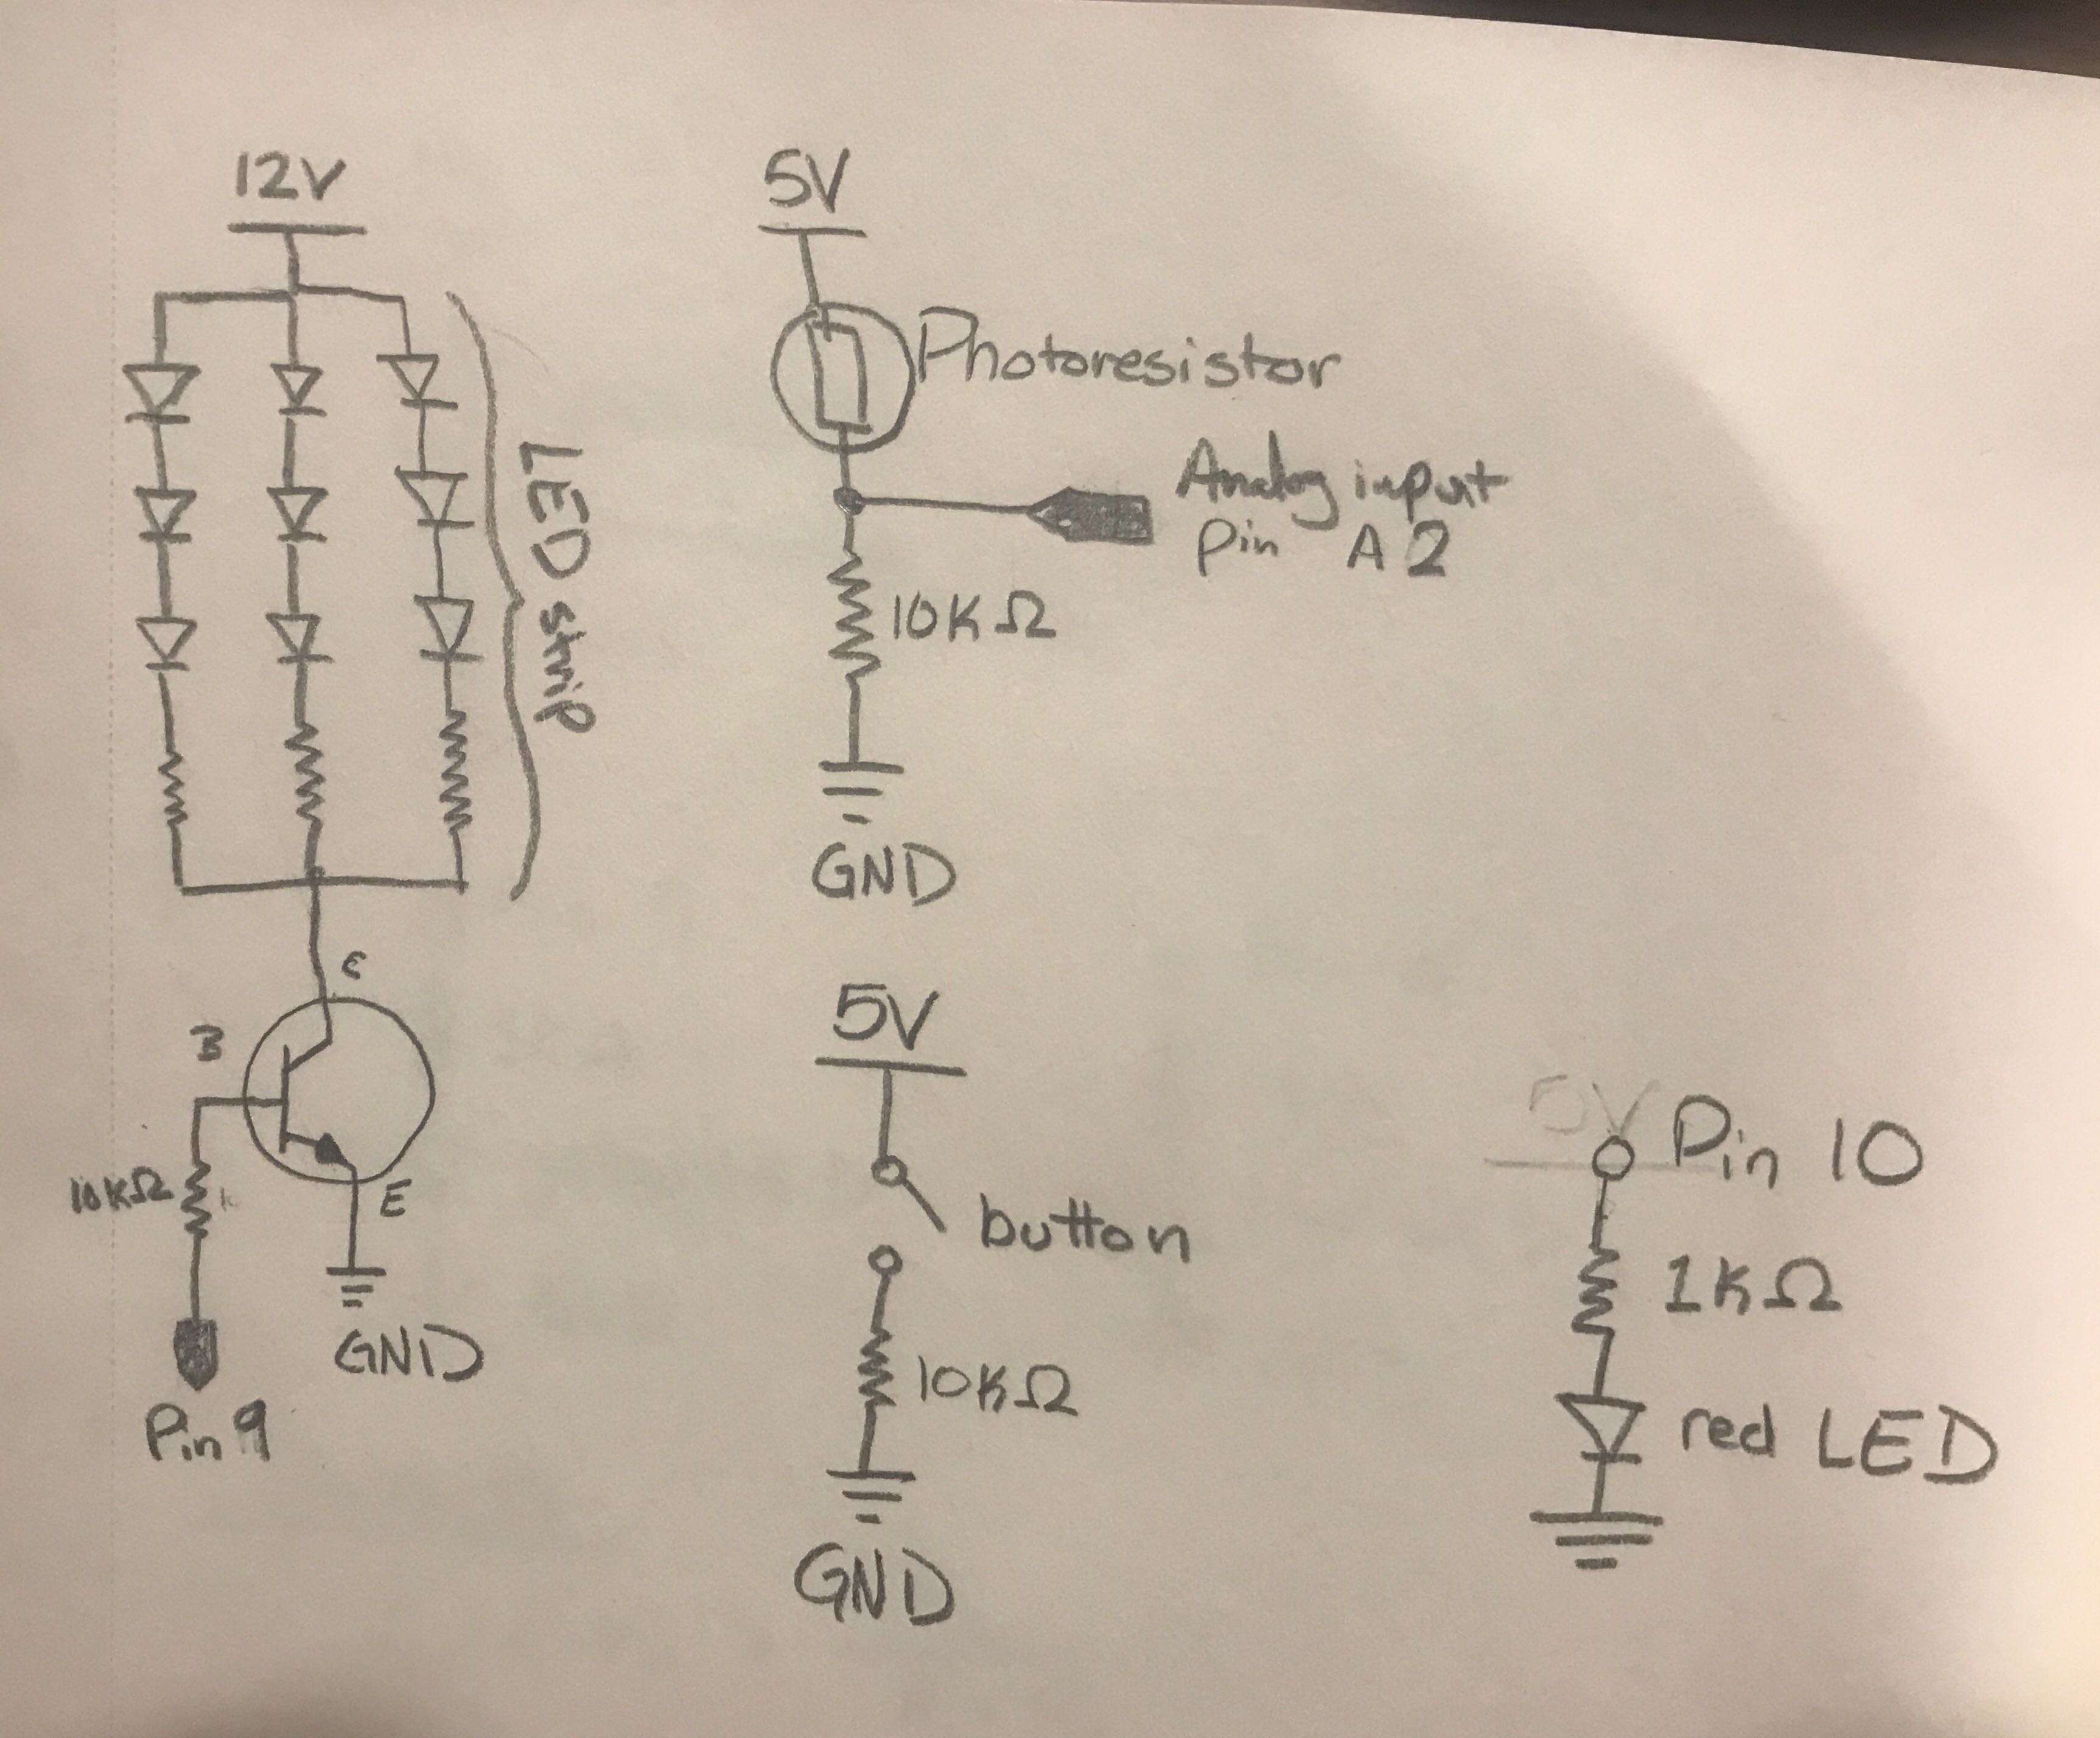 12V
LED strip
C
B
10KΩ
E
GND
Pin 9
5V
Photoresistor
Analog input
Pin A2
10KΩ
GND
5V
button
10KΩ
GND
5V
Pin 10
1KΩ
red LED